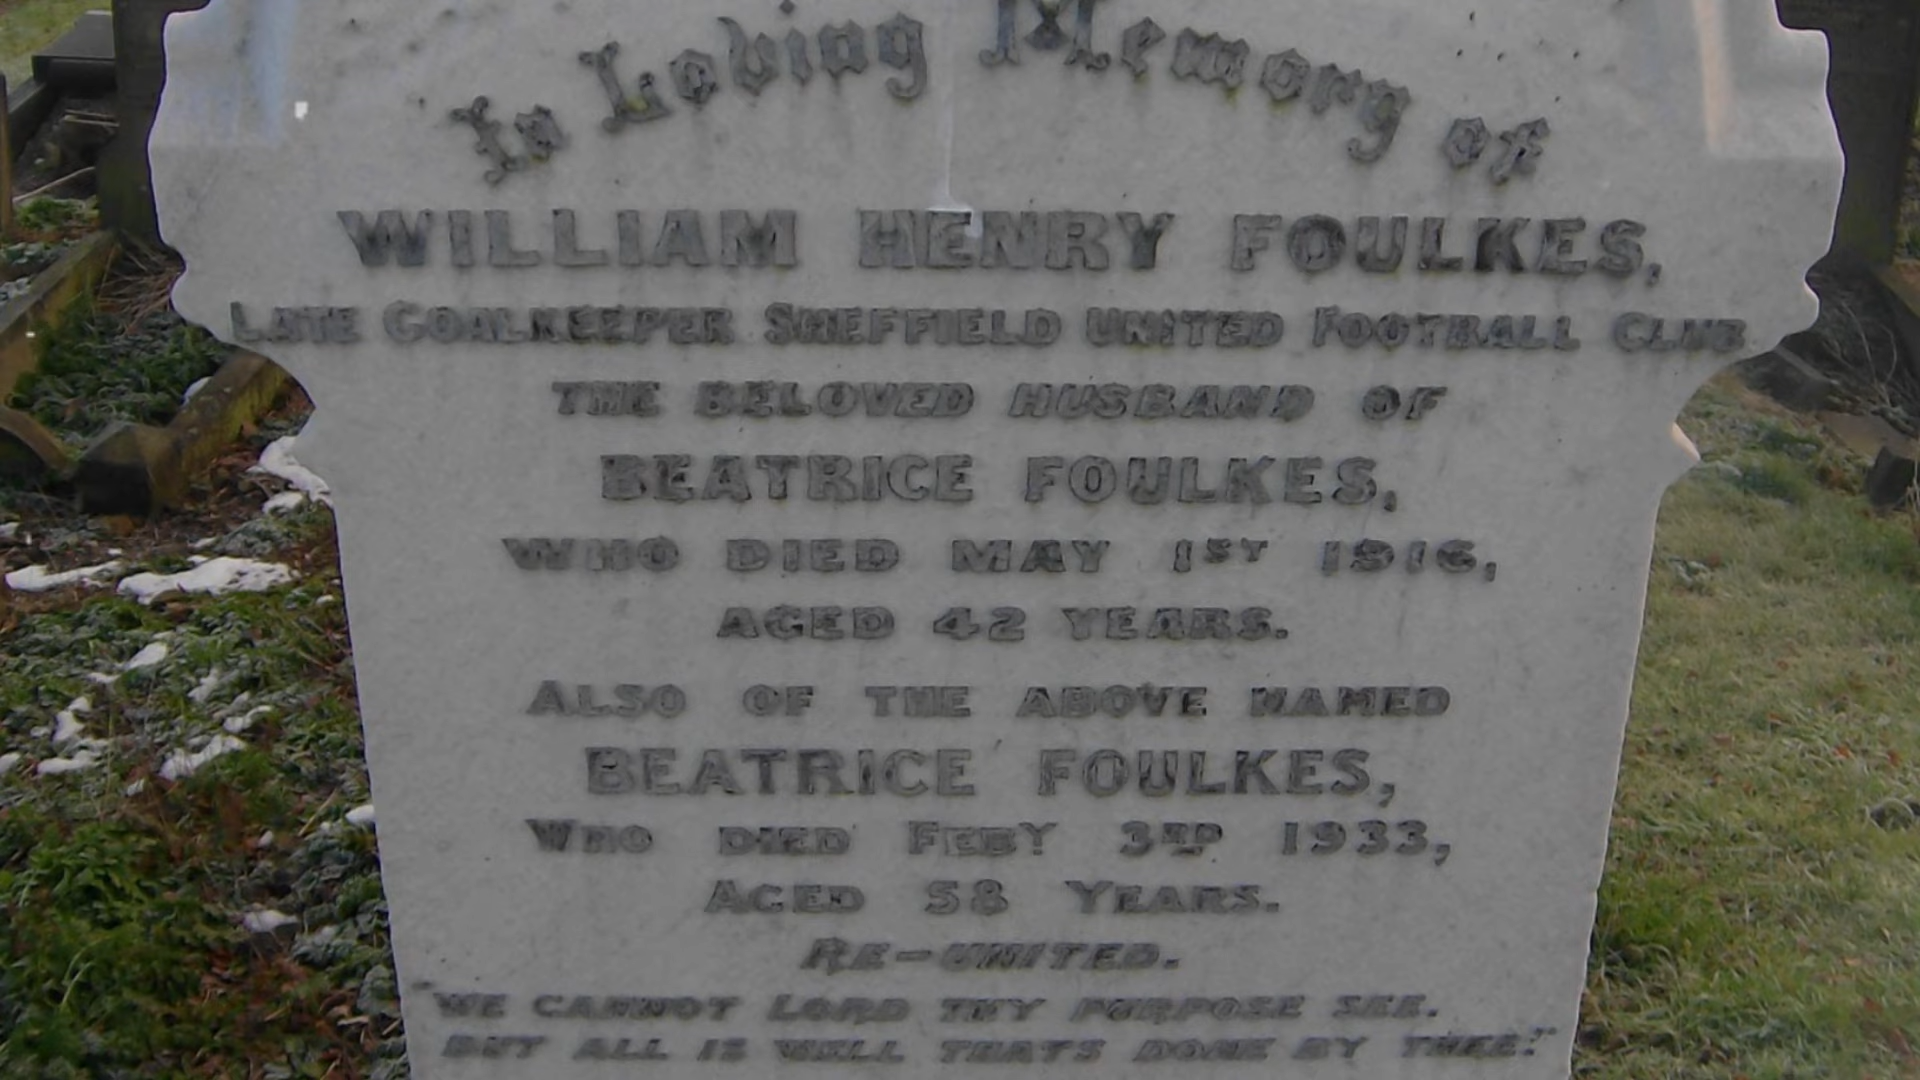 In Loving Memory of
WILLIAM HENRY FOULKES,
LATE GOALKEEPER SHEFFIELD UNITED FOOTBALL CLUB
THE BELOVED HUSBAND OF
BEATRICE FOULKES,
WHO DIED MAY 1ST 1916,
AGED 42 YEARS.
ALSO OF THE ABOVE NAMED
BEATRICE FOULKES,
WHO DIED FEBY 3RD 1933,
AGED 58 YEARS.
RE-UNITED.
"WE CANNOT LORD THY PURPOSE SEE.
BUT ALL IS WELL THATS DONE BY THEE."